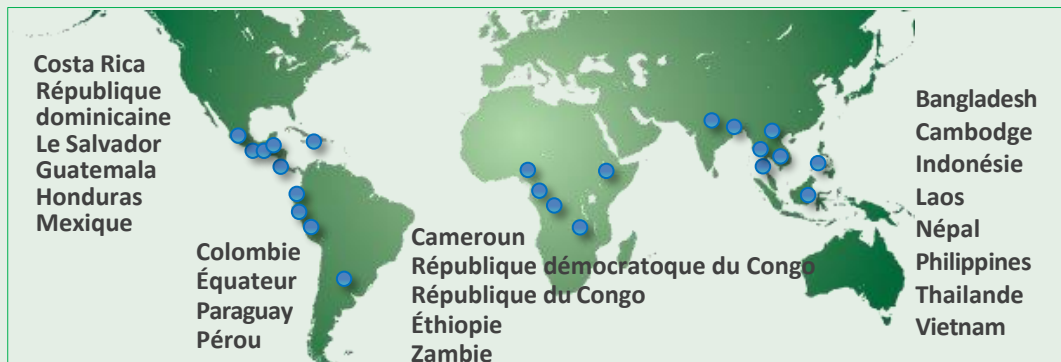 Costa Rica
République
dominicaine
Le Salvador
Guatemala
Honduras
Mexique
Colombie
Équateur
Paraguay
Pérou
Cameroun
République démocratoque du Congo
République du Congo
Éthiopie
Zambie
Bangladesh
Cambodge
Indonésie
Laos
Népal
Philippines
Thailande
Vietnam